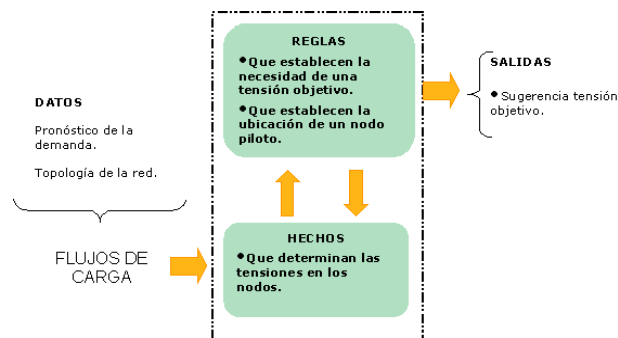 DATOS
Pronóstico de la
demanda.
Topología de la red.
FLUJOS DE
CARGA
REGLAS
•Que establecen la
necesidad de una
tensión objetivo.
•Que establecen la
ubicación de un nodo
piloto.
HECHOS
•Que determinan las
tensiones en los
nodos.
SALIDAS
• Sugerencia tensión
objetivo.